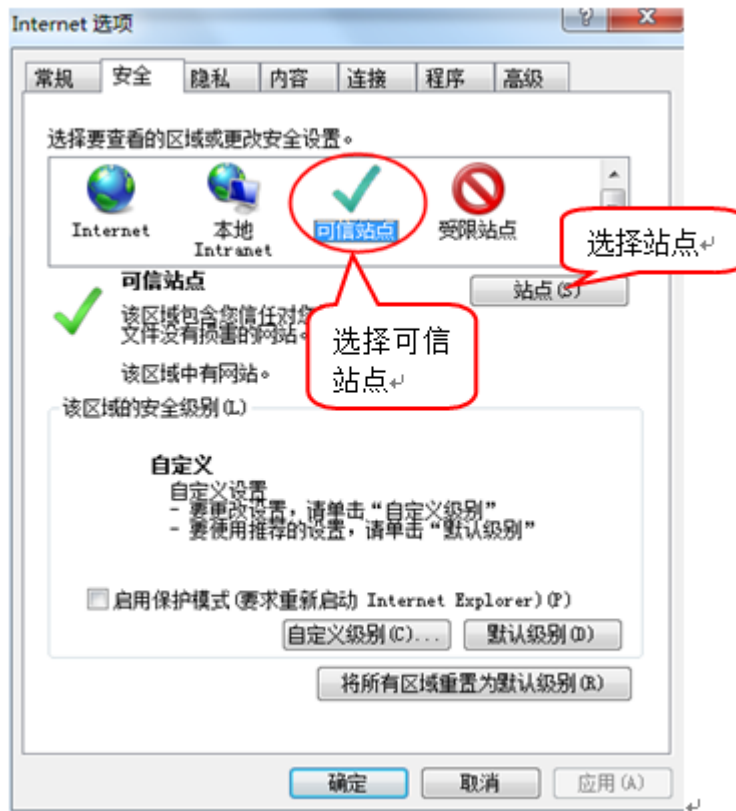 Internet 选项
常规 安全 隐私 内容 连接 程序 高级
选择要查看的区域或更改安全设置。
Internet
本地
Intranet
可信站点
受限站点
选择站点
可信站点
站点(S)
该区域包含您信任对您
文件没有损害的网站。
选择可信
站点
该区域中有网站。
该区域的安全级别(L)
自定义
自定义设置
- 要更改设置，请单击“自定义级别”
- 要使用推荐的设置，请单击“默认级别”
启用保护模式(要求重新启动 Internet Explorer)(P)
自定义级别(C)... 默认级别(D)
将所有区域重置为默认级别(R)
确定 取消 应用(A)